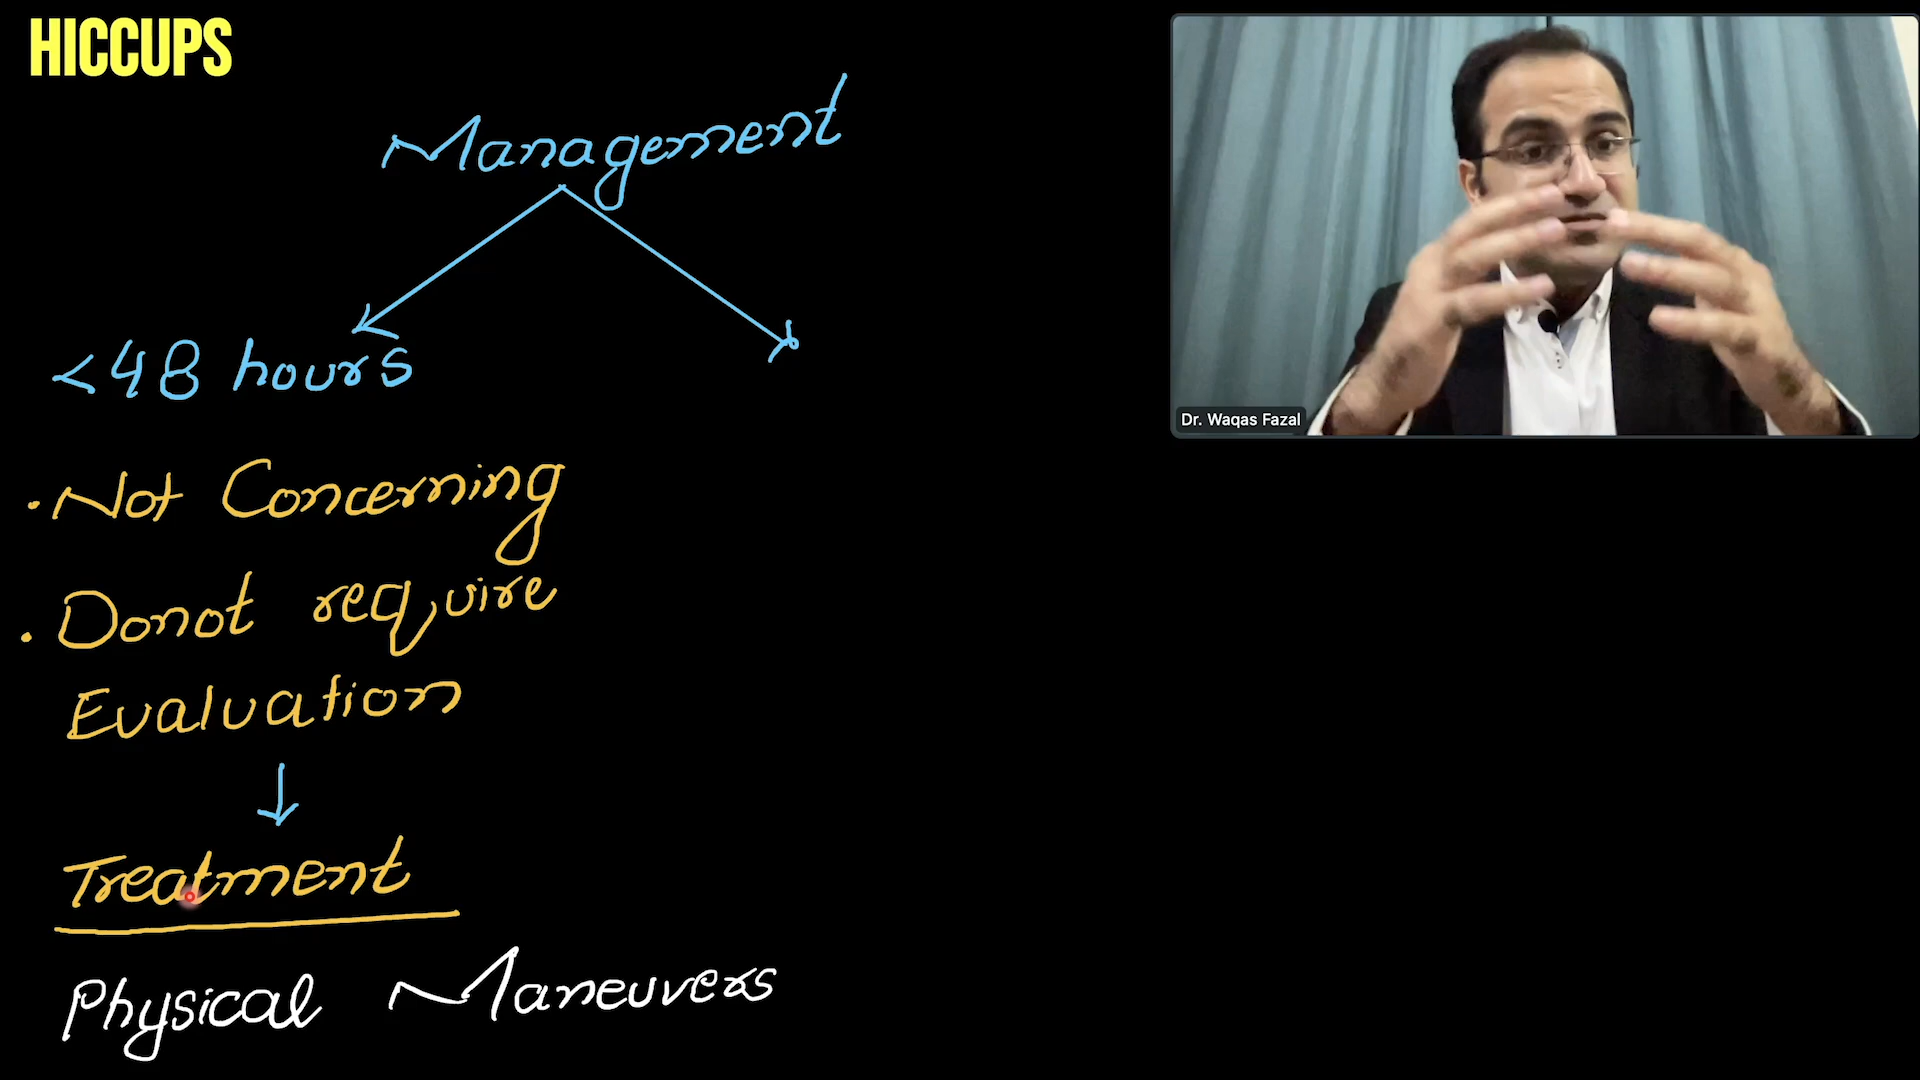 HICCUPS
Management
<48 hours
• Not Concerning
• Donot require
Evaluation
Treatment
Physical Maneuvers
Dr. Waqas Fazal